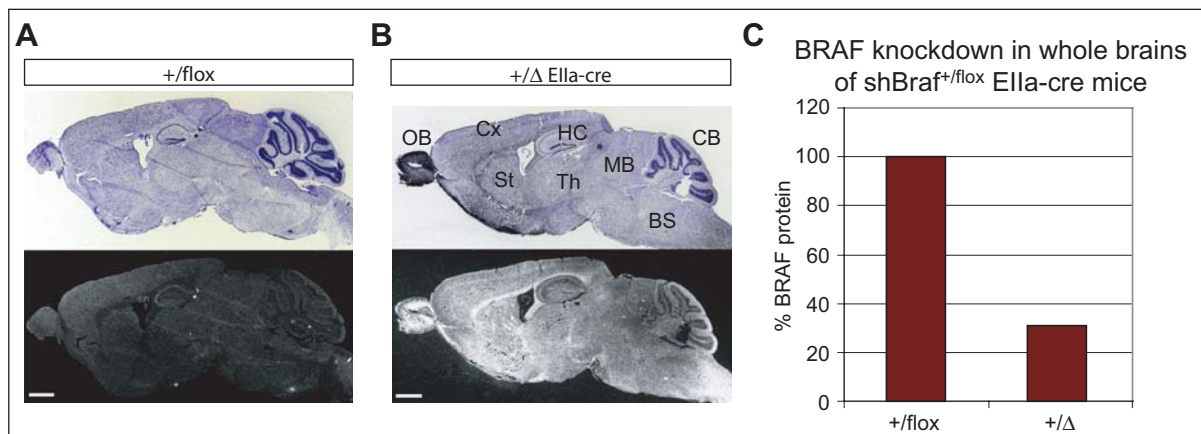 A
+/flox
B
+/Δ EIIa-cre
OB
Cx
HC
CB
MB
St
Th
BS
C
BRAF knockdown in whole brains
of shBraf+/flox EIIa-cre mice
% BRAF protein
120
100
80
60
40
20
0
+/flox
+/Δ